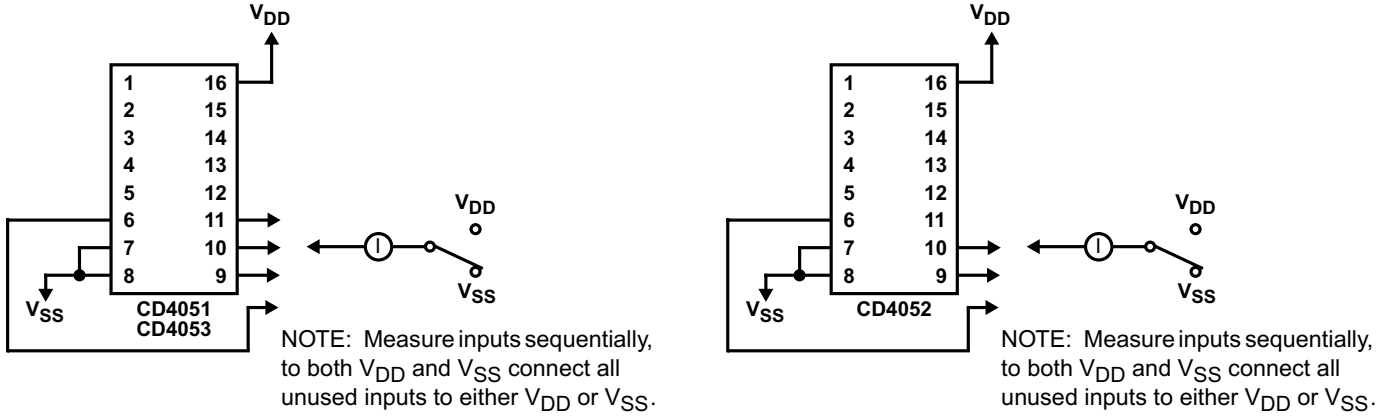 VDD
1 16
2 15
3 14
4 13
5 12
6 11
7 10
8 9
VSS
CD4051
CD4053
I
VDD
VSS
NOTE: Measure inputs sequentially,
to both VDD and VSS connect all
unused inputs to either VDD or VSS.
VDD
1 16
2 15
3 14
4 13
5 12
6 11
7 10
8 9
VSS
CD4052
I
VDD
VSS
NOTE: Measure inputs sequentially,
to both VDD and VSS connect all
unused inputs to either VDD or VSS.